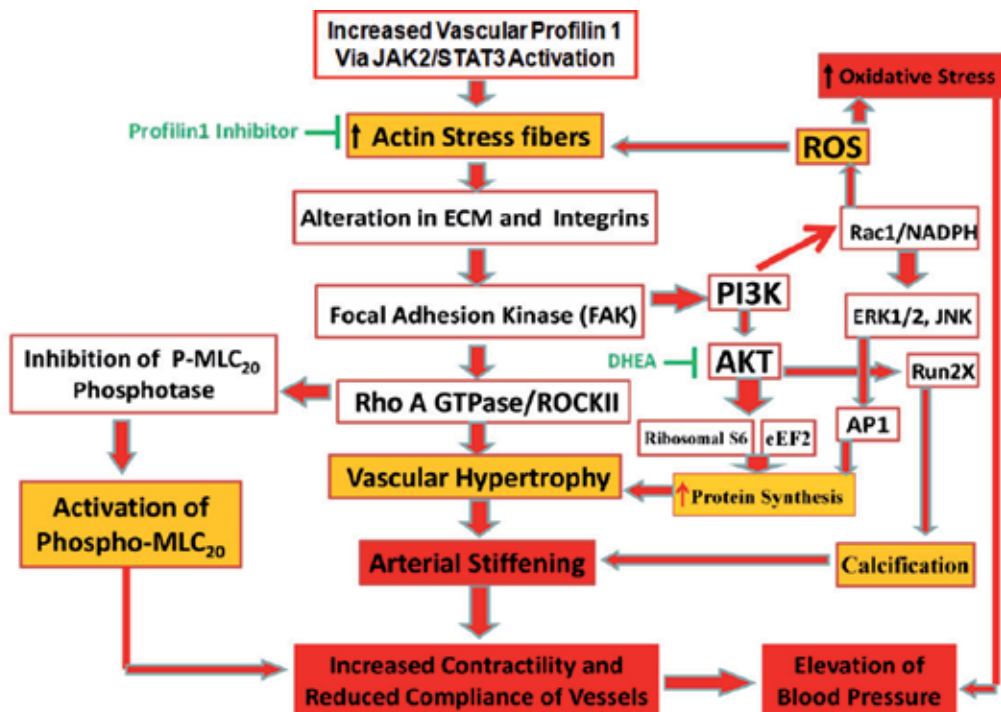 Increased Vascular Profilin 1
Via JAK2/STAT3 Activation
↑ Oxidative Stress
Profilin1 Inhibitor
↑ Actin Stress fibers
ROS
Alteration in ECM and Integrins
Rac1/NADPH
PI3K
Focal Adhesion Kinase (FAK)
ERK1/2, JNK
Inhibition of P-MLC₂₀
Phosphotase
DHEA
AKT
Run2X
Rho A GTPase/ROCKII
AP1
Ribosomal S6
eEF2
Vascular Hypertrophy
↑Protein Synthesis
Activation of
Phospho-MLC₂₀
Arterial Stiffening
Calcification
Increased Contractility and
Reduced Compliance of Vessels
Elevation of
Blood Pressure